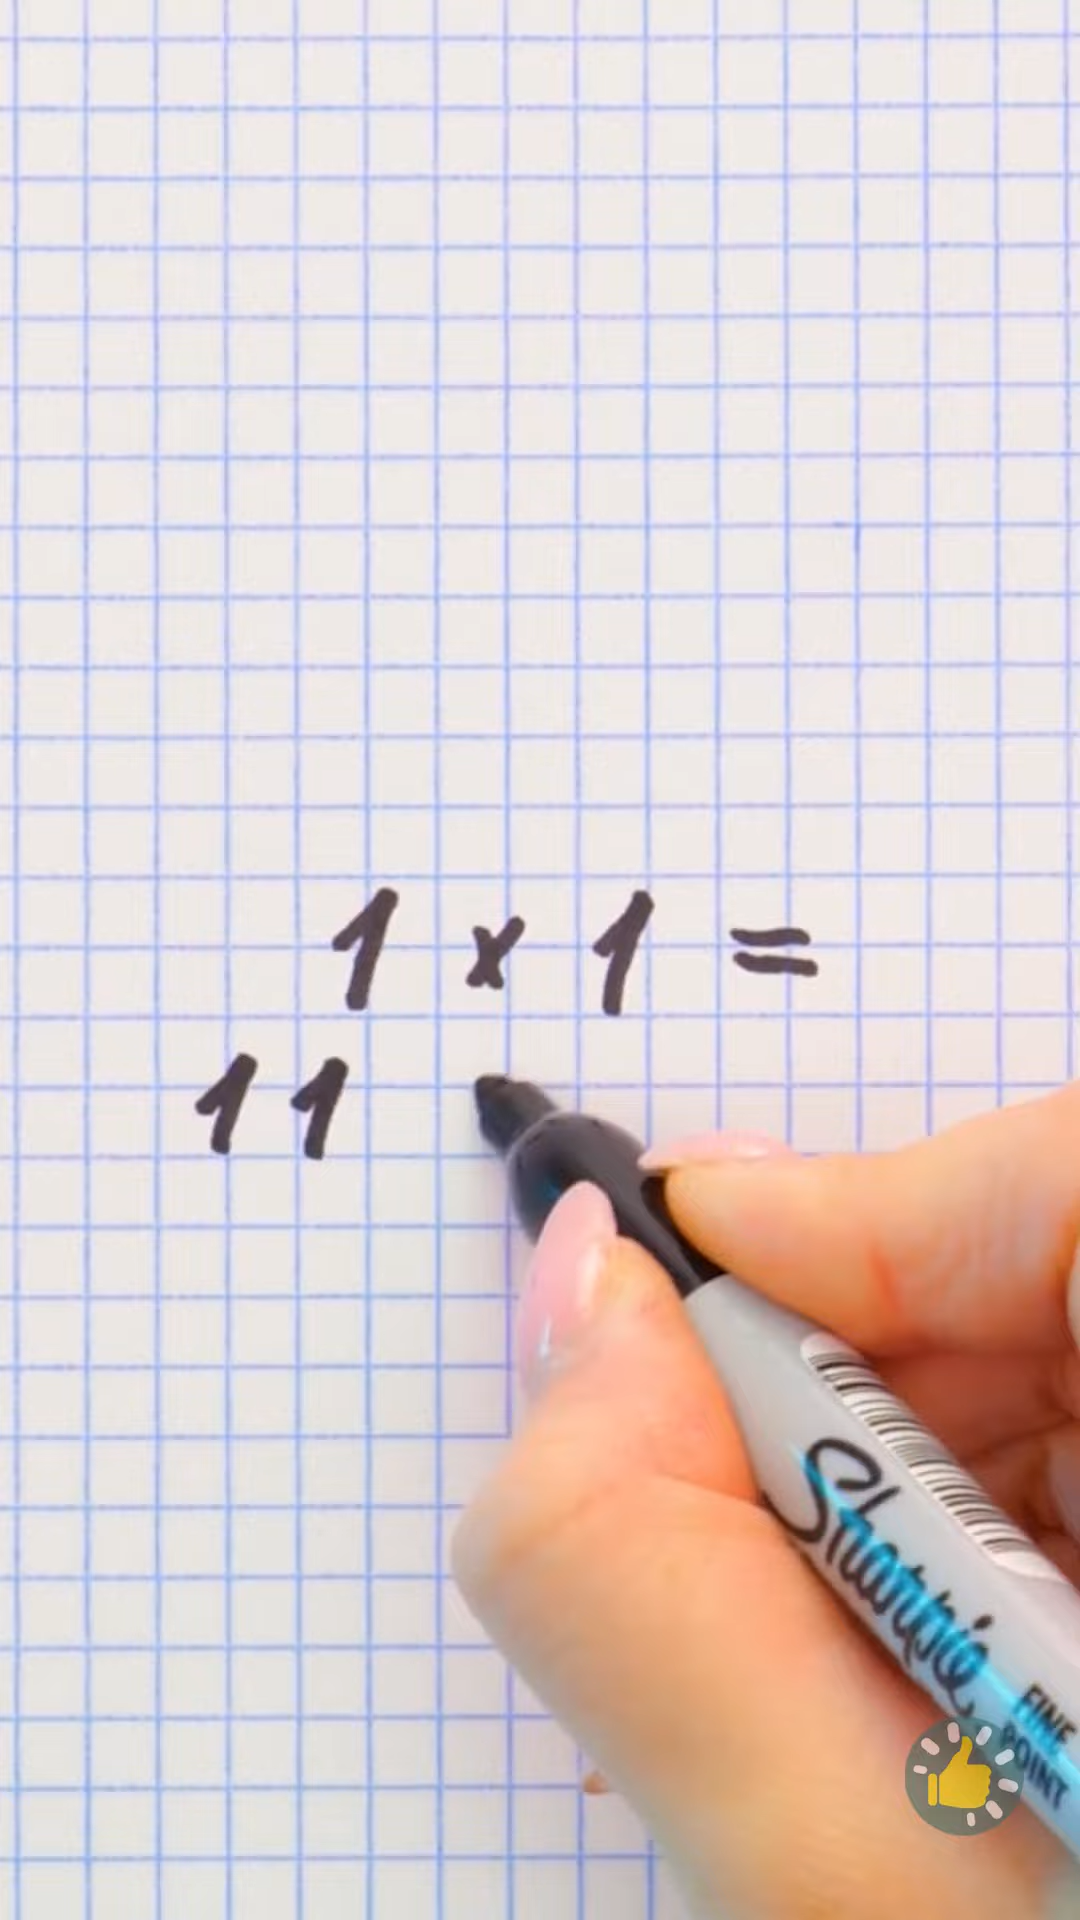 1 x 1 =
11
Sharpie
FINE
POINT